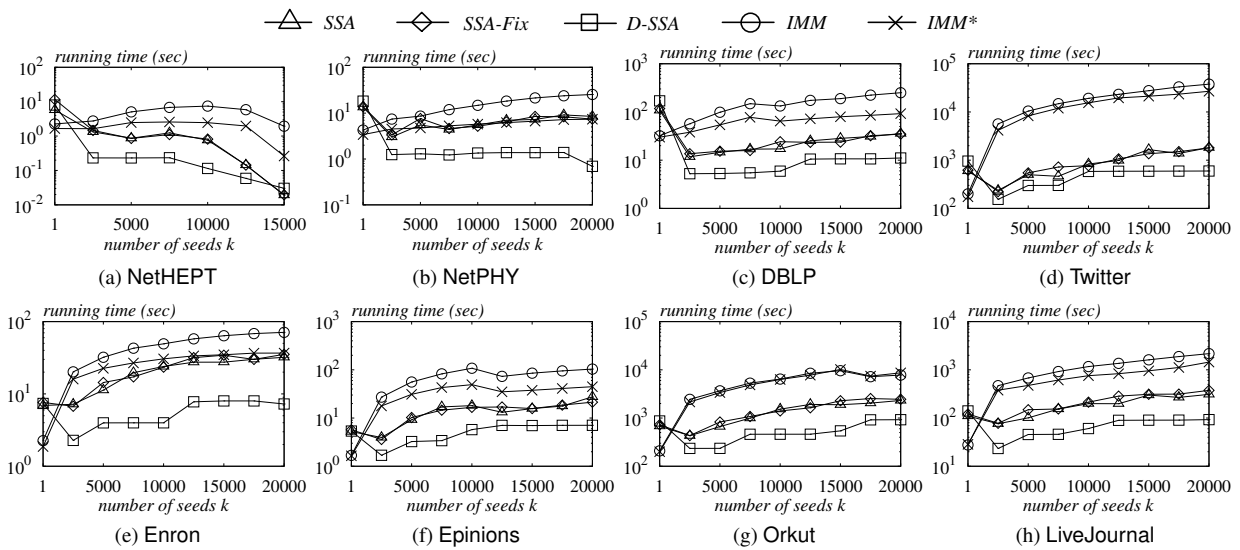 SSA SSA-Fix D-SSA IMM IMM*
running time (sec)
10^2
10^1
10^0
10^-1
10^-2
1 5000 10000 15000
number of seeds k
(a) NetHEPT
running time (sec)
10^2
10^1
10^0
10^-1
1 5000 10000 15000 20000
number of seeds k
(b) NetPHY
running time (sec)
10^3
10^2
10^1
10^0
1 5000 10000 15000 20000
number of seeds k
(c) DBLP
running time (sec)
10^5
10^4
10^3
10^2
1 5000 10000 15000 20000
number of seeds k
(d) Twitter
running time (sec)
10^2
10^1
10^0
1 5000 10000 15000 20000
number of seeds k
(e) Enron
running time (sec)
10^3
10^2
10^1
10^0
1 5000 10000 15000 20000
number of seeds k
(f) Epinions
running time (sec)
10^5
10^4
10^3
10^2
1 5000 10000 15000 20000
number of seeds k
(g) Orkut
running time (sec)
10^4
10^3
10^2
10^1
1 5000 10000 15000 20000
number of seeds k
(h) LiveJournal